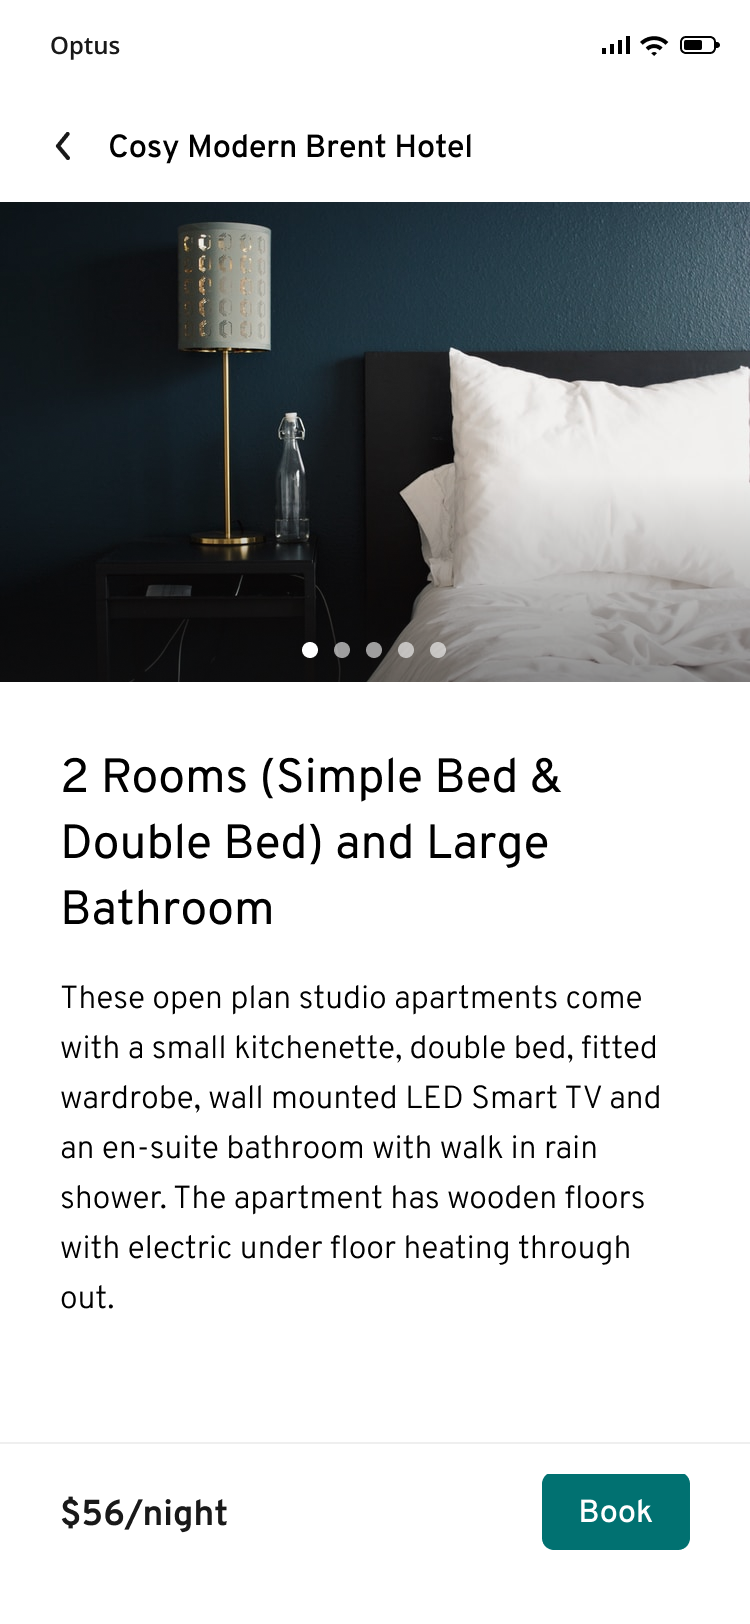 Optus
Cosy Modern Brent Hotel
2 Rooms (Simple Bed &
Double Bed) and Large
Bathroom
These open plan studio apartments come
with a small kitchenette, double bed, fitted
wardrobe, wall mounted LED Smart TV and
an en-suite bathroom with walk in rain
shower. The apartment has wooden floors
with electric under floor heating through
out.
$56/night
Book